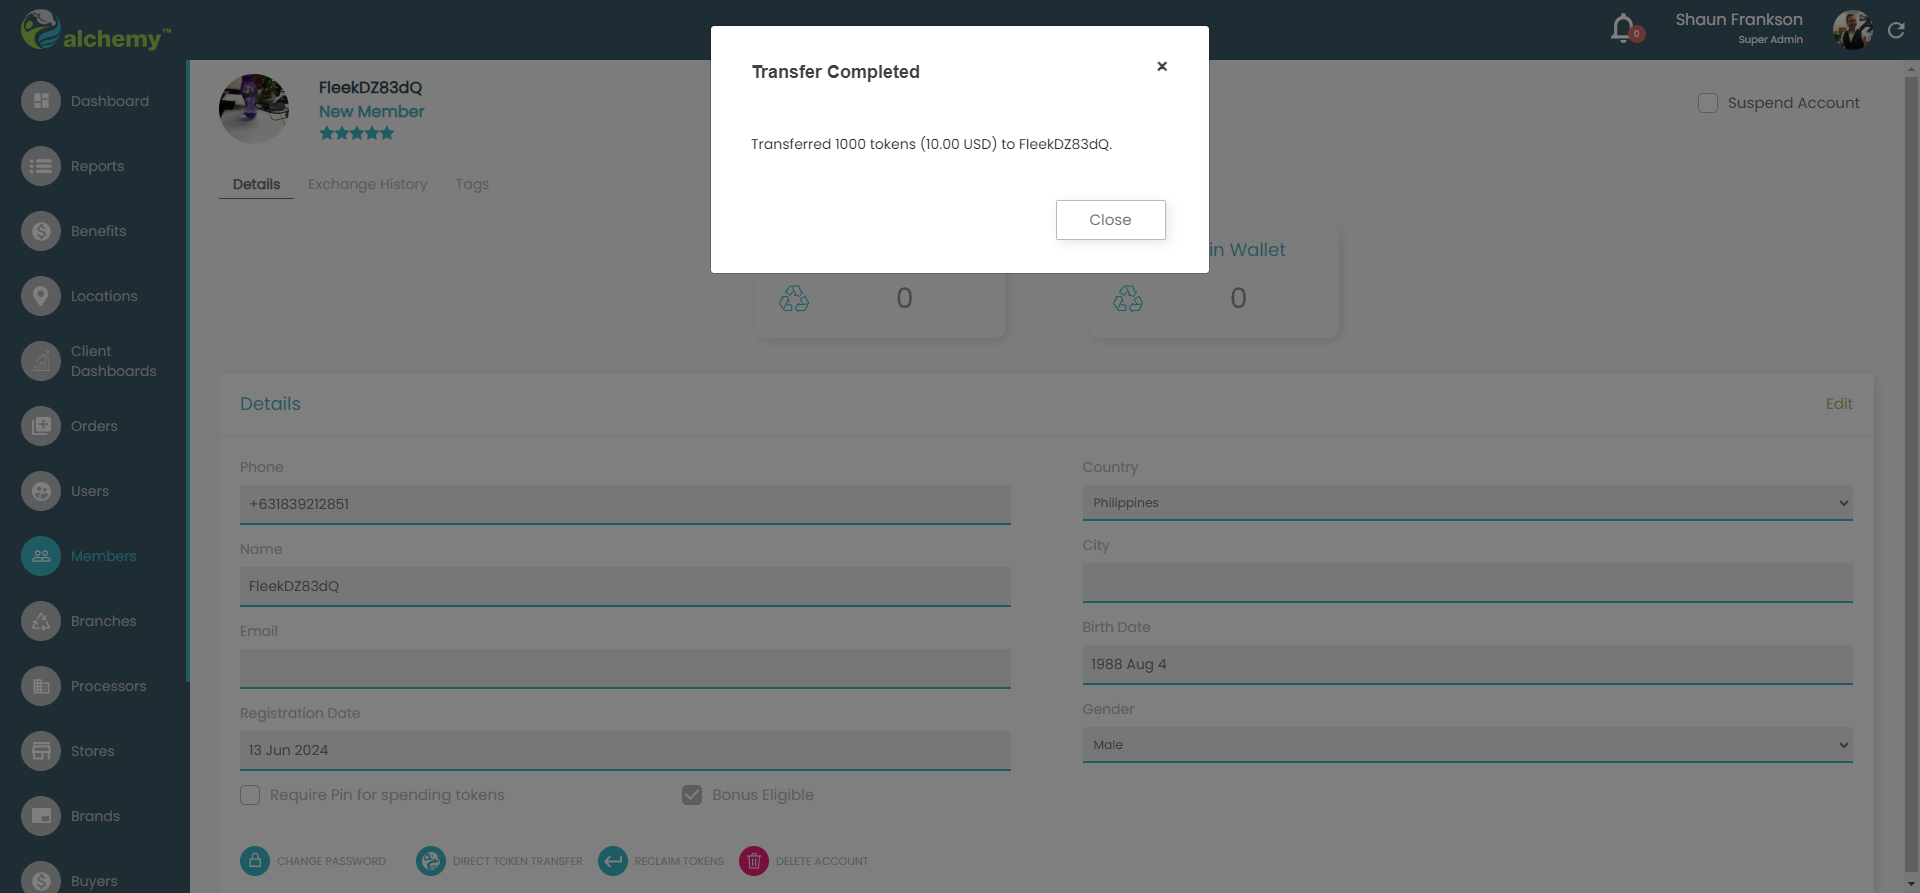 alchemy™
0
Shaun Frankson
Super Admin
Dashboard
Reports
Benefits
Locations
Client
Dashboards
Orders
Users
Members
Branches
Processors
Stores
Brands
Buyers
FleekDZ83dQ
New Member
Suspend Account
Details
Exchange History
Tags
Transfer Completed
×
Transferred 1000 tokens (10.00 USD) to FleekDZ83dQ.
Close
in Wallet
0
0
Details
Edit
Phone
+631839212851
Name
FleekDZ83dQ
Email
Registration Date
13 Jun 2024
Country
Philippines
City
Birth Date
1988 Aug 4
Gender
Male
Require Pin for spending tokens
Bonus Eligible
CHANGE PASSWORD
DIRECT TOKEN TRANSFER
RECLAIM TOKENS
DELETE ACCOUNT